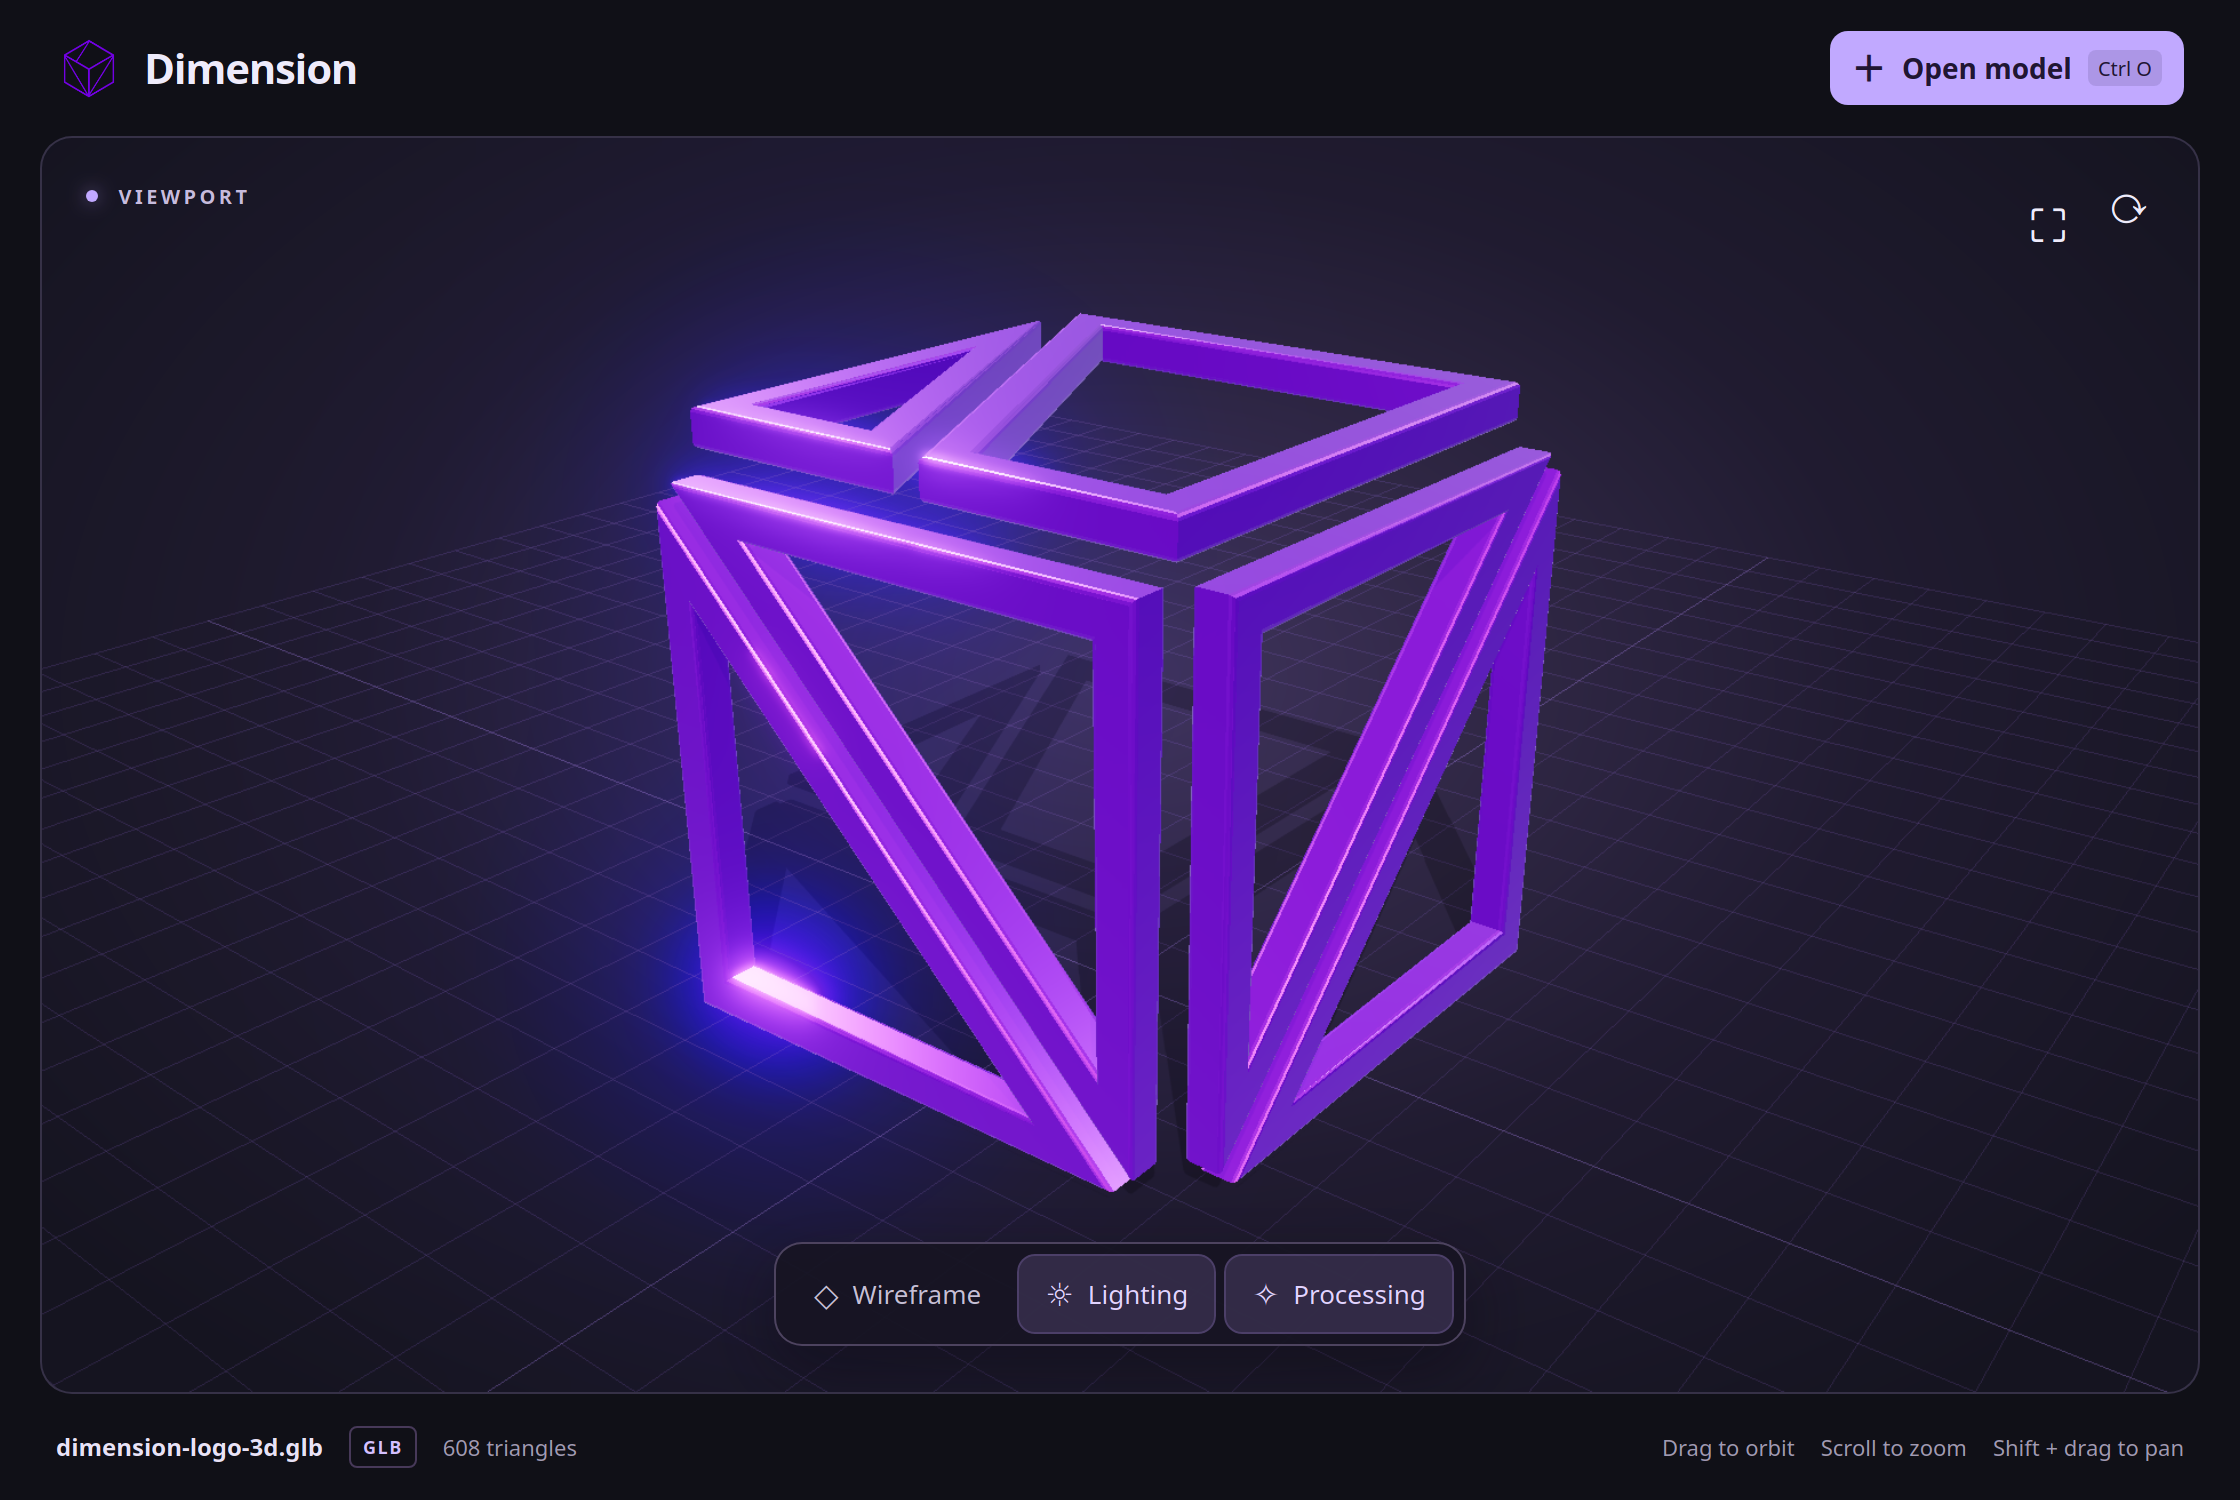 Dimension
Open model Ctrl O
VIEWPORT
Wireframe Lighting Processing
dimension-logo-3d.glb GLB 608 triangles Drag to orbit Scroll to zoom Shift + drag to pan